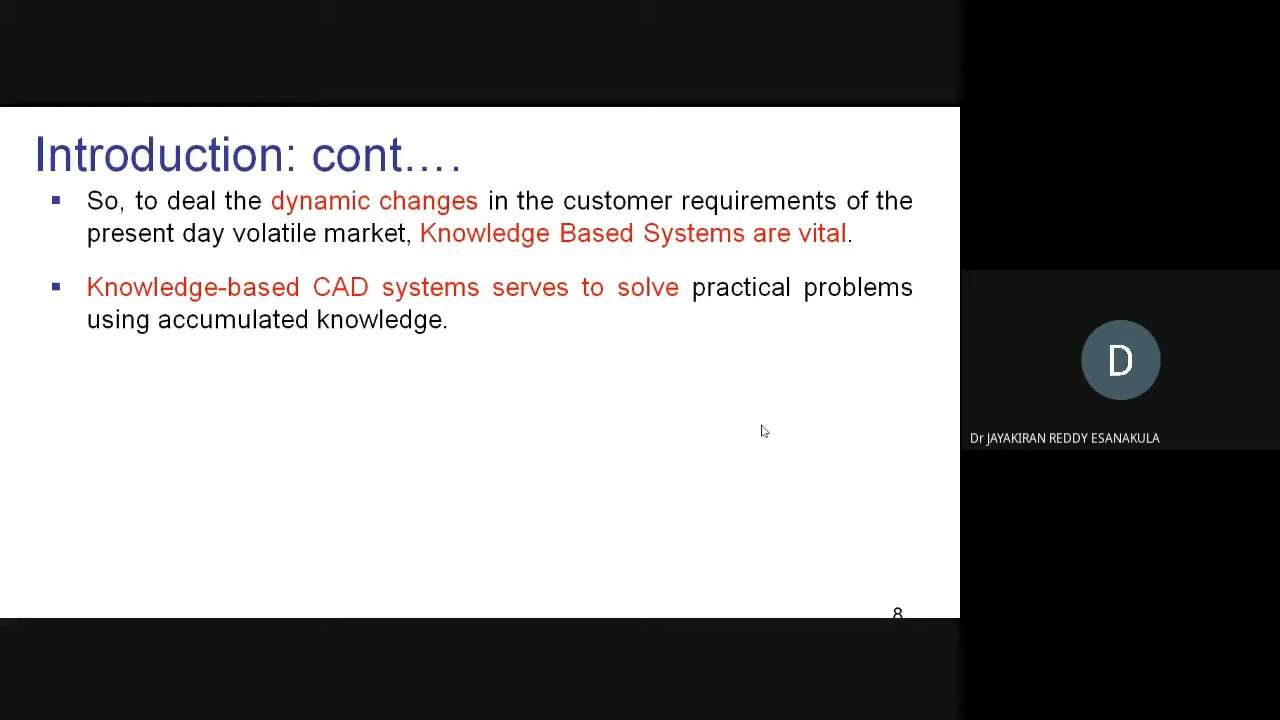 Introduction: cont….
▪ So, to deal the dynamic changes in the customer requirements of the
present day volatile market, Knowledge Based Systems are vital.
▪ Knowledge-based CAD systems serves to solve practical problems
using accumulated knowledge.
8
D
Dr JAYAKIRAN REDDY ESANAKULA